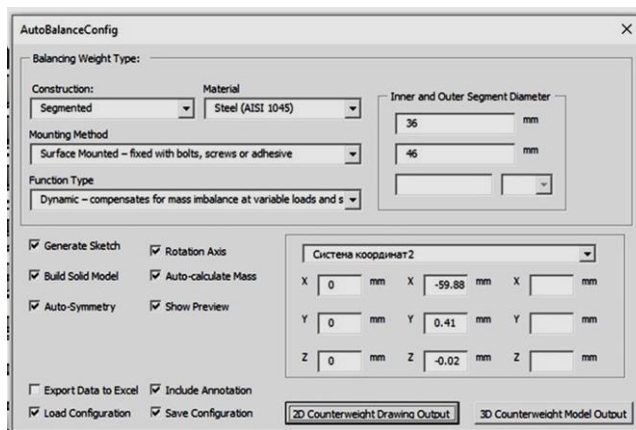 AutoBalanceConfig
Balancing Weight Type:
Construction:
Material
Segmented
Steel (AISI 1045)
Mounting Method
Surface Mounted – fixed with bolts, screws or adhesive
Function Type
Dynamic – compensates for mass imbalance at variable loads and s
Inner and Outer Segment Diameter
36 mm
46 mm
Generate Sketch
Rotation Axis
Build Solid Model
Auto-calculate Mass
Auto-Symmetry
Show Preview
Система координат2
X 0 mm X -59.88 mm X mm
Y 0 mm Y 0.41 mm Y mm
Z 0 mm Z -0.02 mm Z mm
Export Data to Excel
Include Annotation
Load Configuration
Save Configuration
2D Counterweight Drawing Output
3D Counterweight Model Output